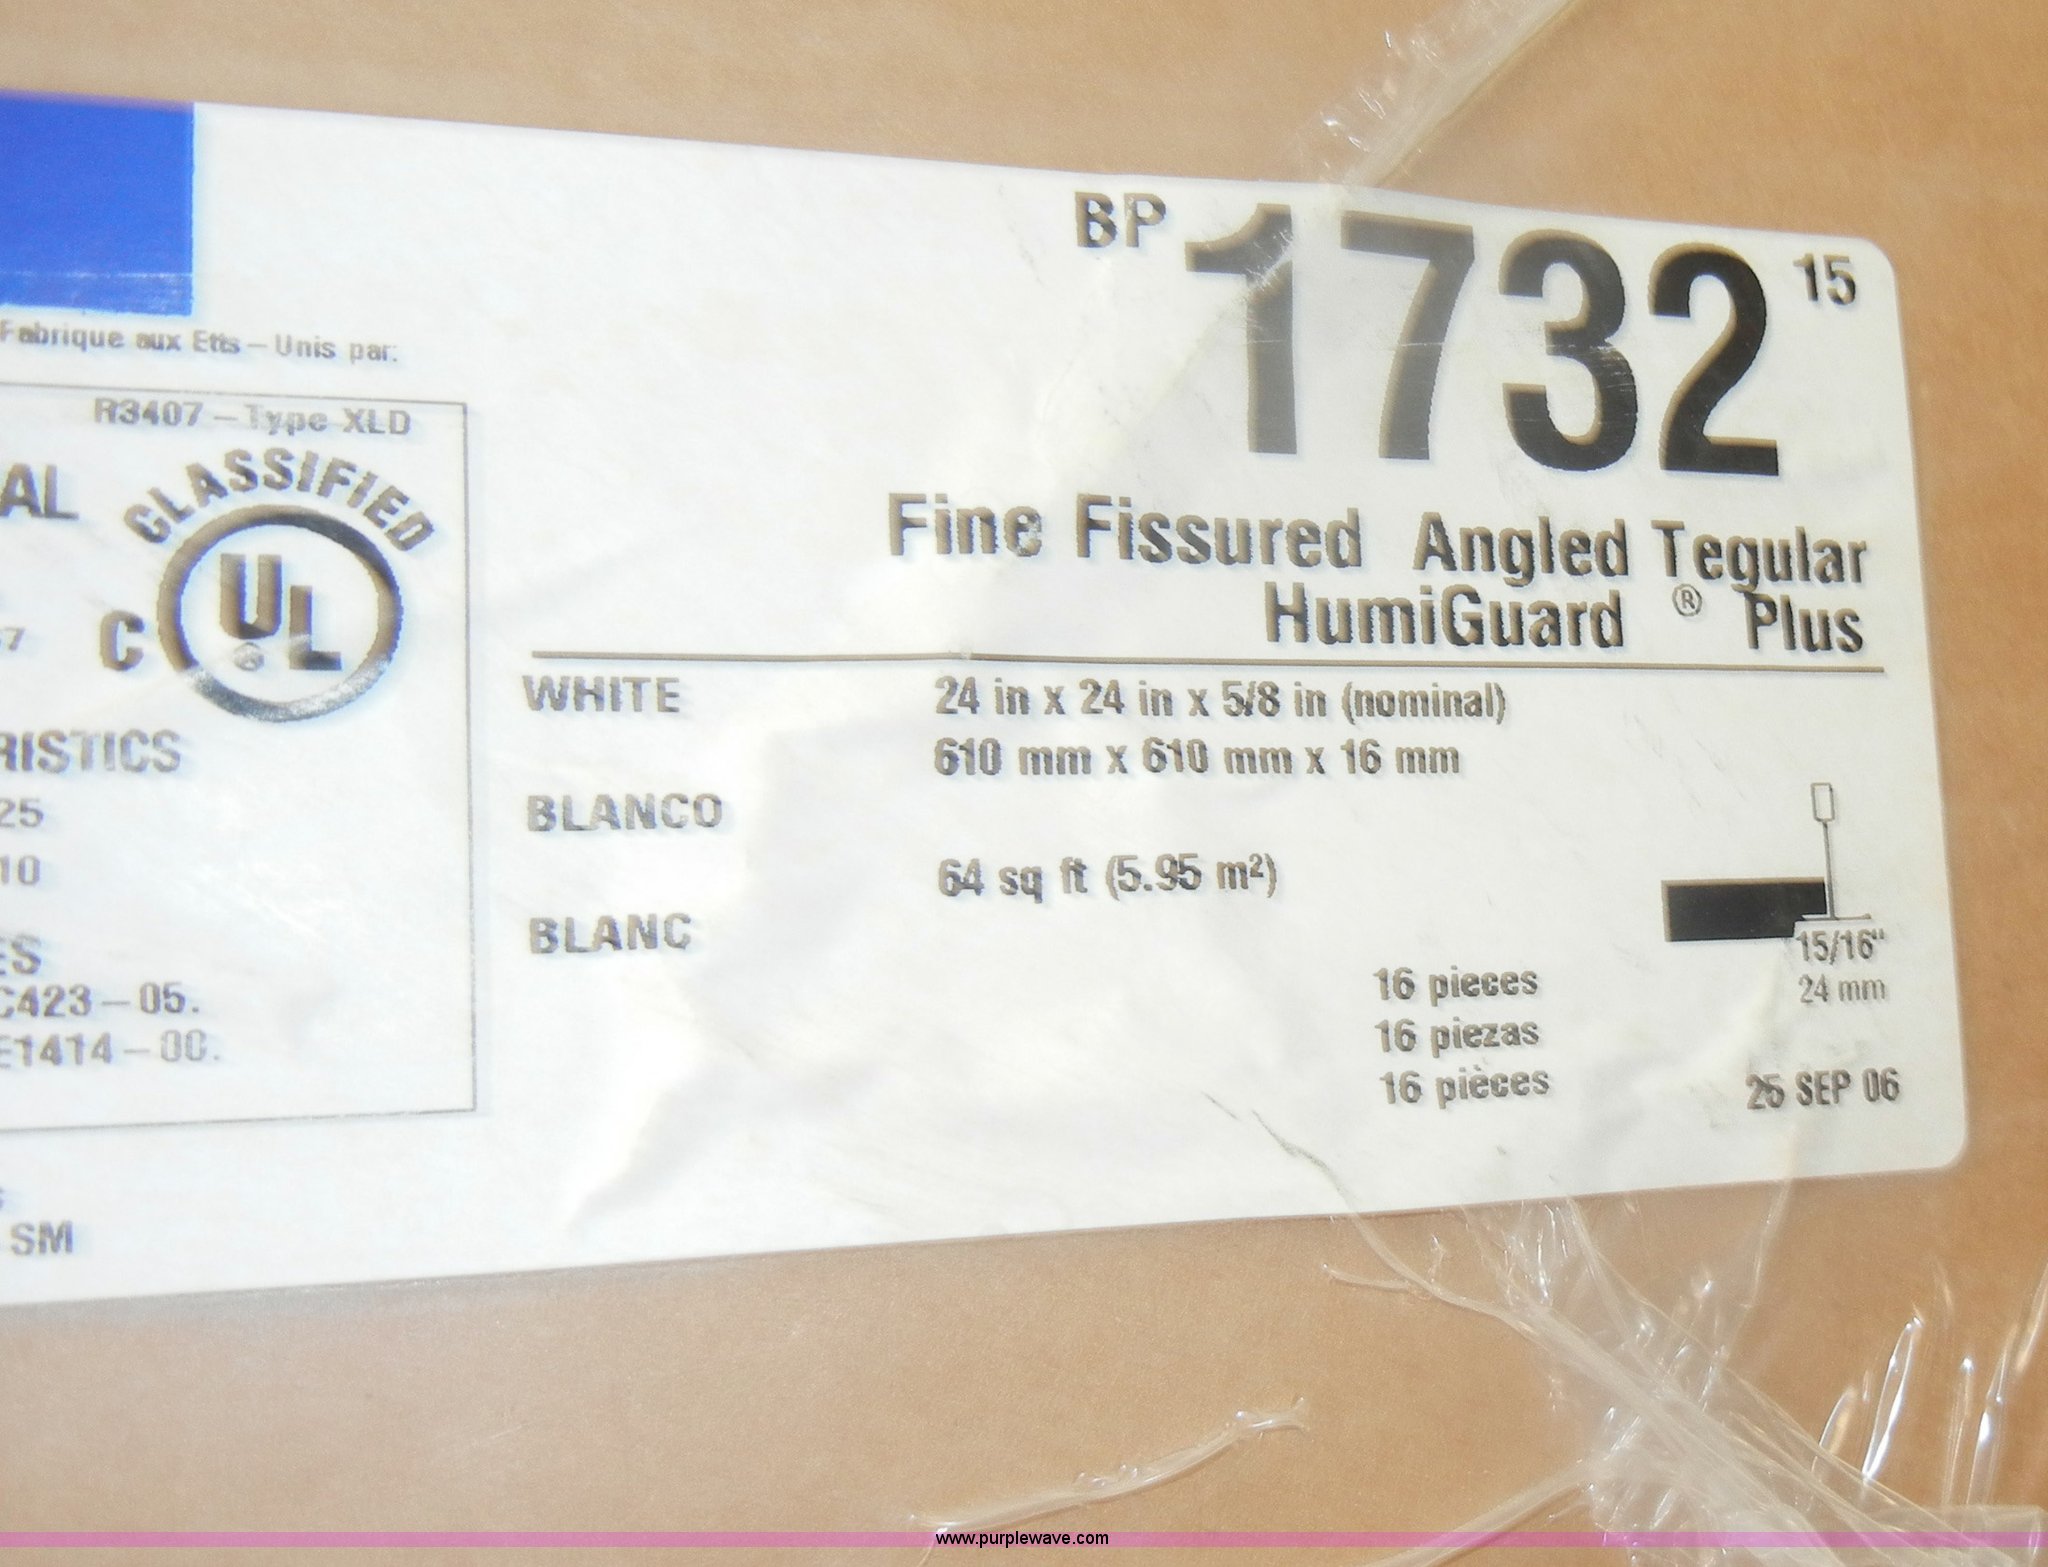 BP 1732 15
Fabrique aux Etts – Unis par:
R3407 – Type XLD
AL
CLASSIFIED
C UL ®
RISTICS
25
10
ES
C423 – 05.
E1414 – 00.
SM
Fine Fissured Angled Tegular
HumiGuard ® Plus
WHITE
BLANCO
BLANC
24 in x 24 in x 5/8 in (nominal)
610 mm x 610 mm x 16 mm
64 sq ft (5.95 m²)
16 pieces
16 piezas
16 pièces
15/16"
24 mm
25 SEP 06
www.purplewave.com